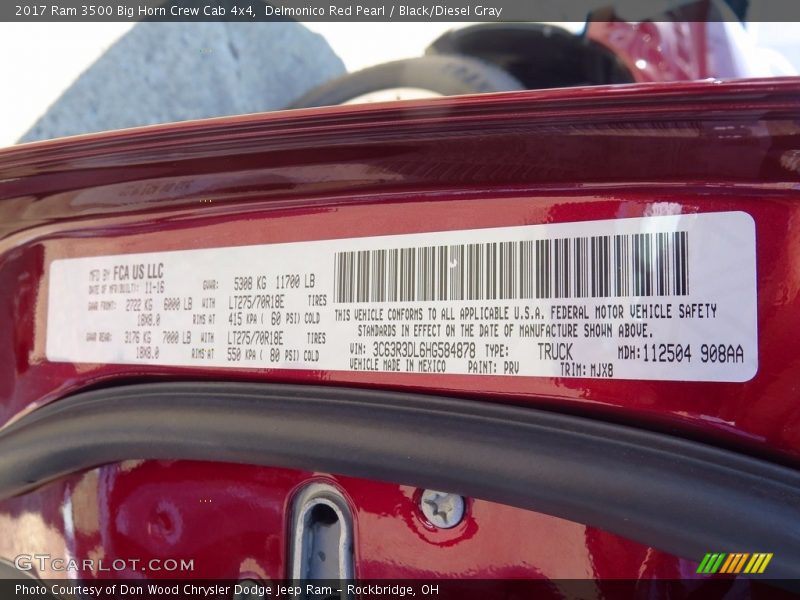 2017 Ram 3500 Big Horn Crew Cab 4x4,  Delmonico Red Pearl / Black/Diesel Gray
MFD BY FCA US LLC
DATE OF MFD(BUILT): 11-16 GVWR: 5308 KG 11700 LB
GAWR FRONT: 2722 KG 6000 LB WITH LT275/70R18E TIRES
18X8.0 RIMS AT 415 KPA ( 60 PSI) COLD
GAWR REAR: 3176 KG 7000 LB WITH LT275/70R18E TIRES
18X8.0 RIMS AT 550 KPA ( 80 PSI) COLD
THIS VEHICLE CONFORMS TO ALL APPLICABLE U.S.A. FEDERAL MOTOR VEHICLE SAFETY
STANDARDS IN EFFECT ON THE DATE OF MANUFACTURE SHOWN ABOVE.
VIN: 3C63R3DL6HG584878 TYPE: TRUCK MDH: 112504 908AA
VEHICLE MADE IN MEXICO PAINT: PRV TRIM: MJX8
GTCARLOT.COM
Photo Courtesy of Don Wood Chrysler Dodge Jeep Ram – Rockbridge, OH